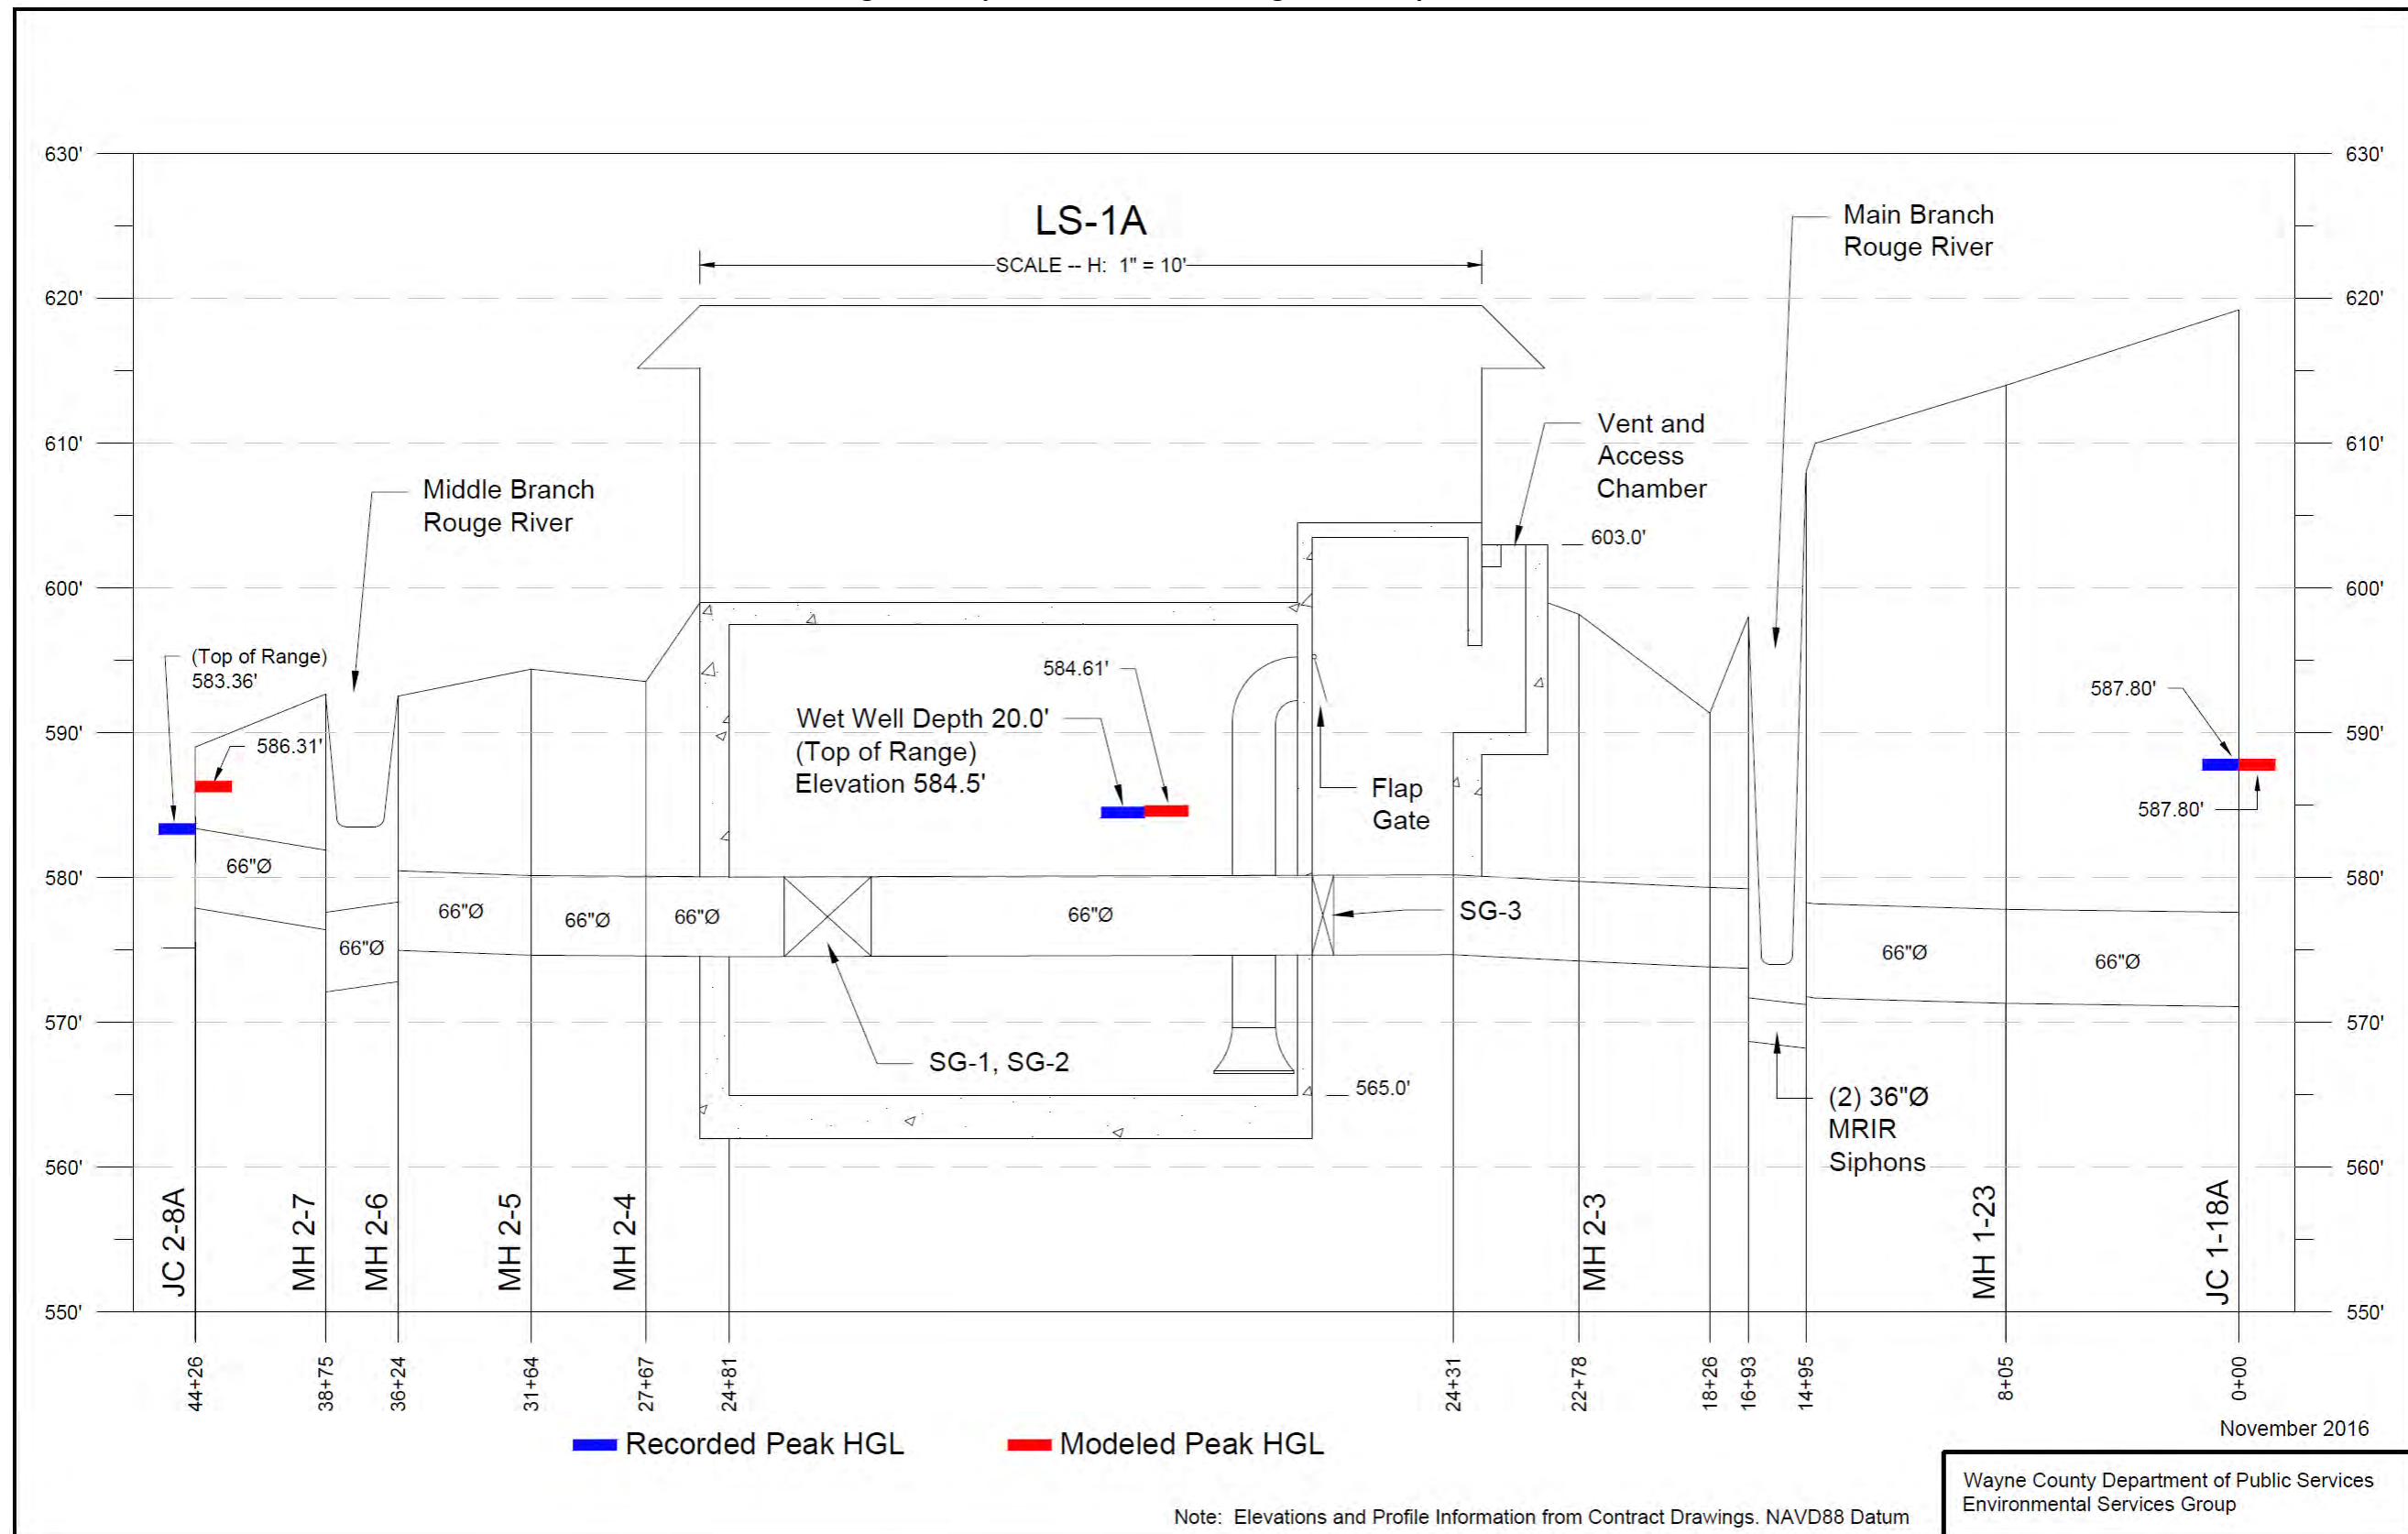 630'
620'
610'
600'
590'
580'
570'
560'
550'
630'
620'
610'
600'
590'
580'
570'
560'
550'
LS-1A
SCALE -- H: 1" = 10'
Main Branch
Rouge River
Middle Branch
Rouge River
Vent and
Access
Chamber
603.0'
(Top of Range)
583.36'
586.31'
584.61'
Wet Well Depth 20.0'
(Top of Range)
Elevation 584.5'
Flap
Gate
587.80'
587.80'
66"Ø
66"Ø
66"Ø
66"Ø
66"Ø
66"Ø
SG-3
66"Ø
66"Ø
SG-1, SG-2
565.0'
(2) 36"Ø
MRIR
Siphons
JC 2-8A
MH 2-7
MH 2-6
MH 2-5
MH 2-4
MH 2-3
MH 1-23
JC 1-18A
44+26
38+75
36+24
31+64
27+67
24+81
24+31
22+78
18+26
16+93
14+95
8+05
0+00
Recorded Peak HGL
Modeled Peak HGL
November 2016
Wayne County Department of Public Services
Environmental Services Group
Note: Elevations and Profile Information from Contract Drawings. NAVD88 Datum